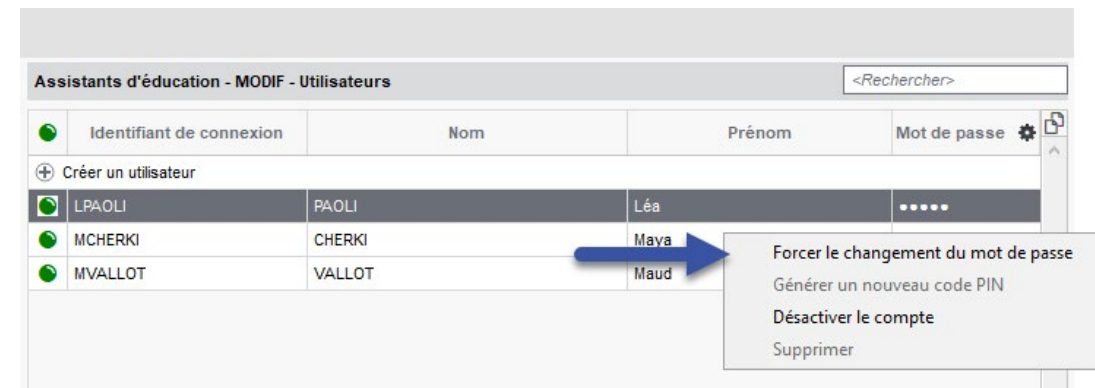 Assistants d'éducation - MODIF - Utilisateurs <Rechercher>
Identifiant de connexion Nom Prénom Mot de passe
Créer un utilisateur
LPAOLI PAOLI Léa •••••
MCHERKI CHERKI Maya
MVALLOT VALLOT Maud
Forcer le changement du mot de passe
Générer un nouveau code PIN
Désactiver le compte
Supprimer